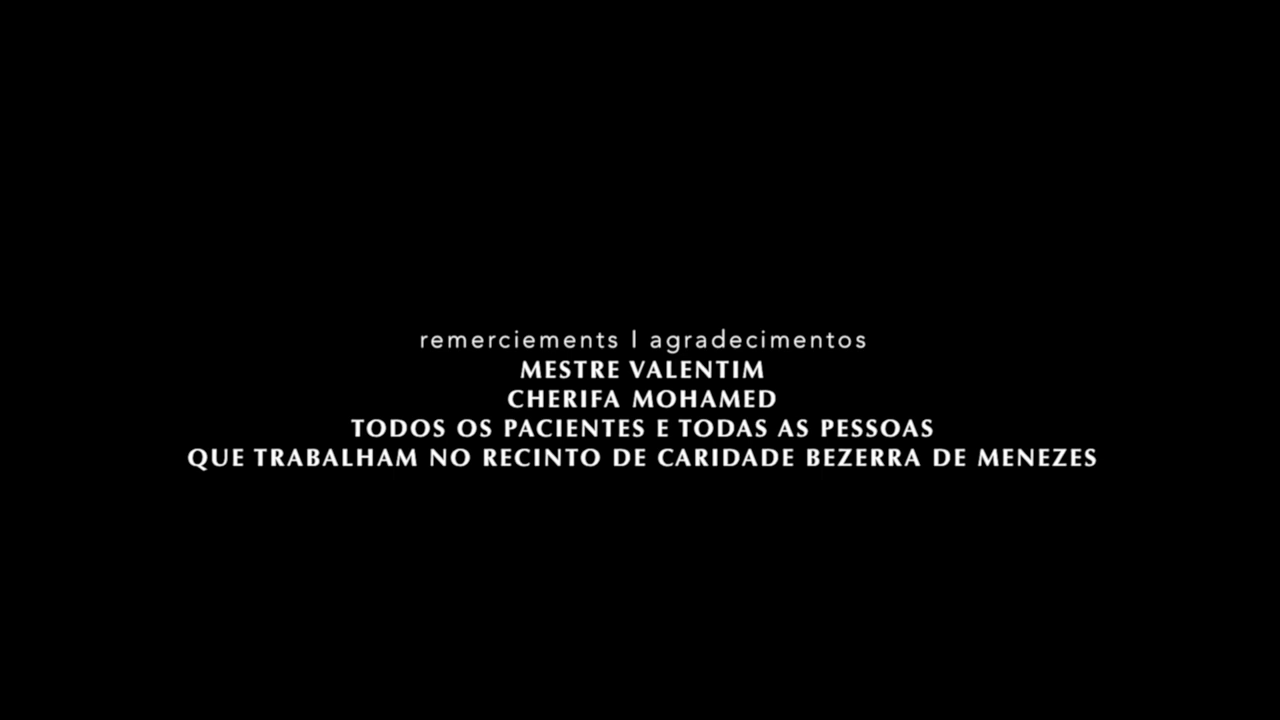 remerciements | agradecimentos
MESTRE VALENTIM
CHERIFA MOHAMED
TODOS OS PACIENTES E TODAS AS PESSOAS
QUE TRABALHAM NO RECINTO DE CARIDADE BEZERRA DE MENEZES